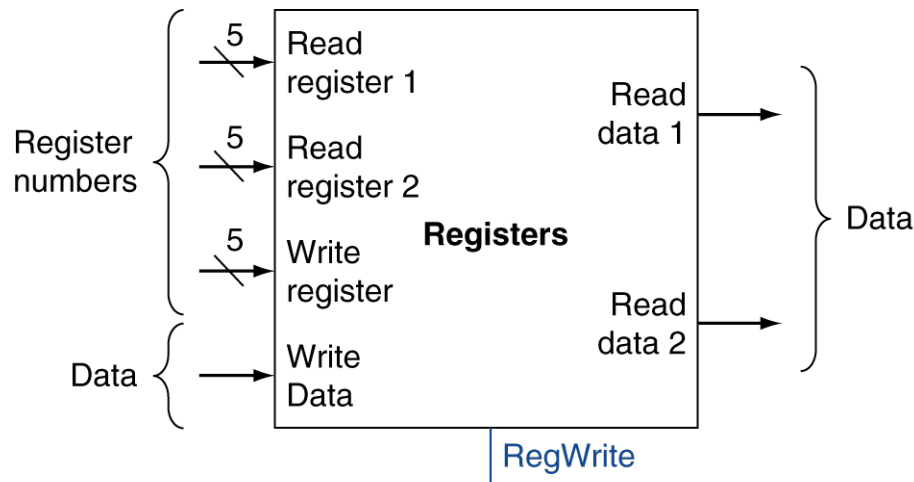 Register
numbers
5
Read
register 1
5
Read
register 2
5
Write
register
Data
Write
Data
Registers
Read
data 1
Read
data 2
Data
RegWrite